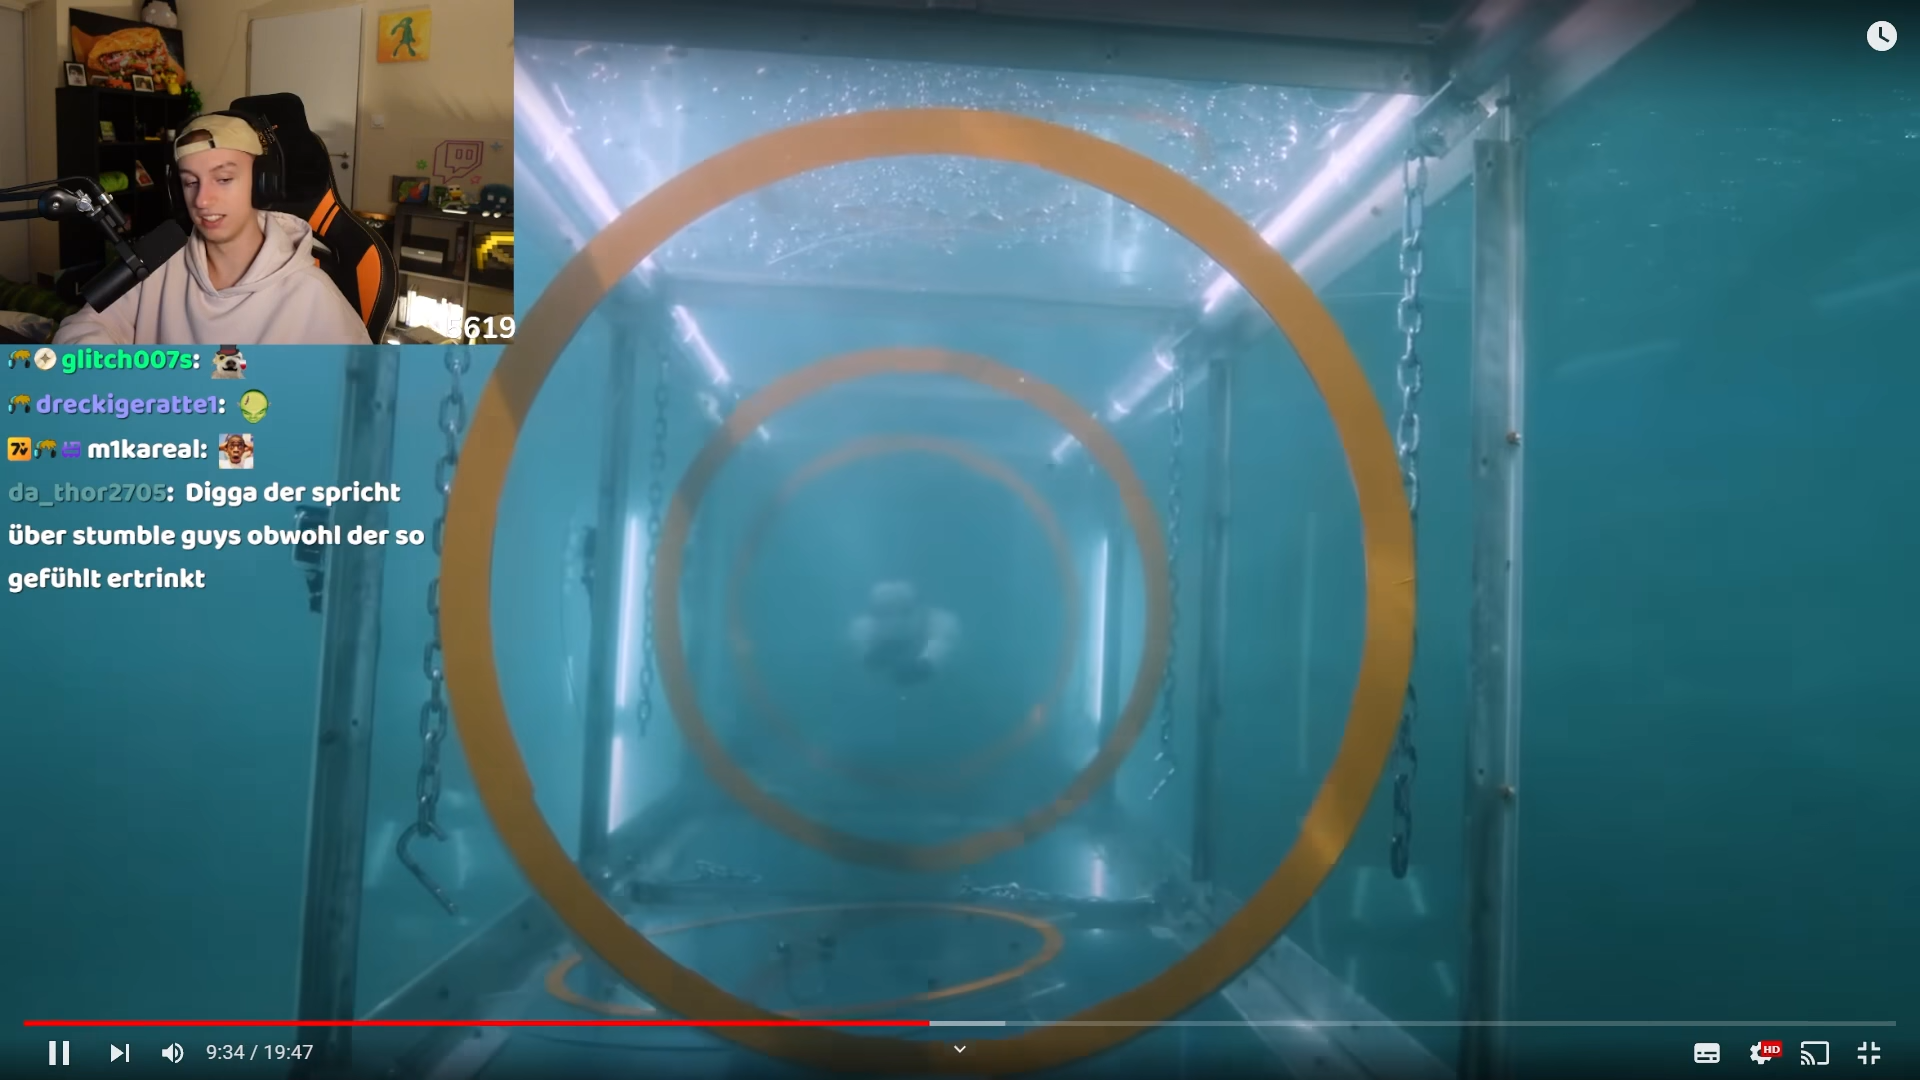 619
glitch007s:
dreckigeratte1:
m1kareal:
da_thor2705: Digga der spricht
über stumble guys obwohl der so
gefühlt ertrinkt
9:34 / 19:47
HD